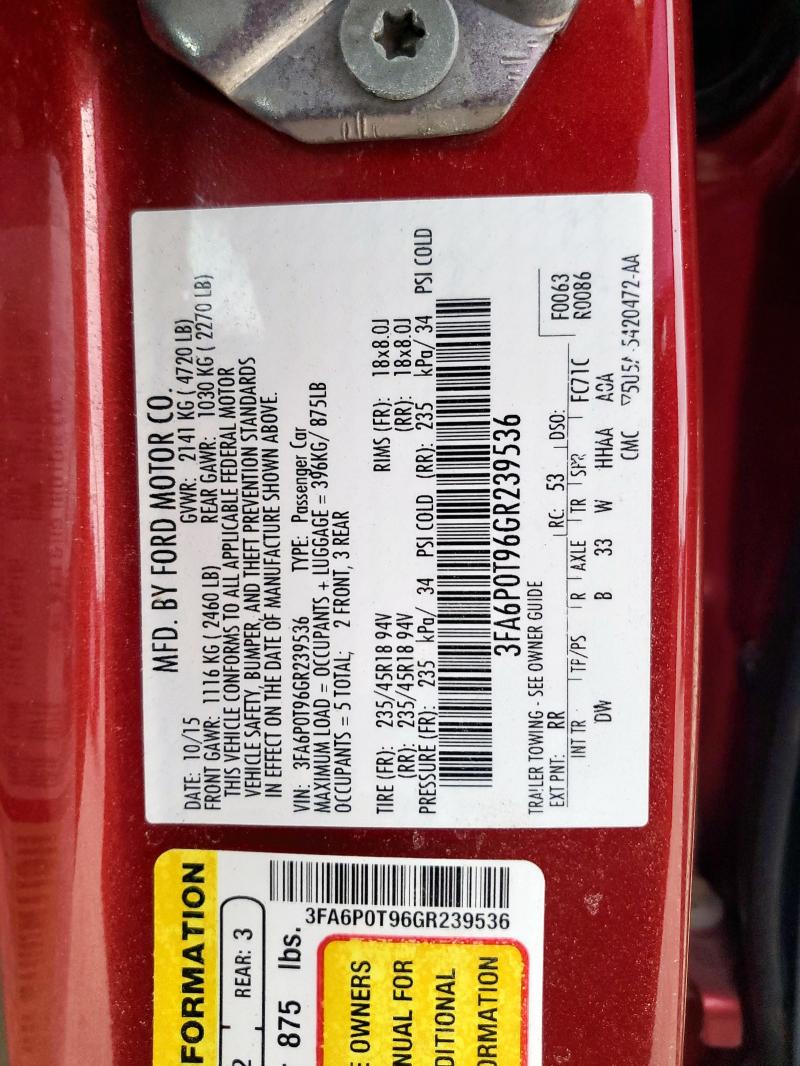 MFD. BY FORD MOTOR CO.
DATE: 10/15 GVWR: 2141 KG ( 4720 LB)
FRONT GAWR: 1116 KG ( 2460 LB) REAR GAWR: 1030 KG ( 2270 LB)
THIS VEHICLE CONFORMS TO ALL APPLICABLE FEDERAL MOTOR
VEHICLE SAFETY, BUMPER, AND THEFT PREVENTION STANDARDS
IN EFFECT ON THE DATE OF MANUFACTURE SHOWN ABOVE.
VIN: 3FA6P0T96GR239536 TYPE: Passenger Car
MAXIMUM LOAD = OCCUPANTS + LUGGAGE = 396KG/ 875LB
OCCUPANTS = 5 TOTAL; 2 FRONT, 3 REAR
TIRE (FR): 235/45R18 94V RIMS (FR): 18x8.0J
(RR): 235/45R18 94V (RR): 18x8.0J
PRESSURE (FR): 235 kPa/ 34 PSI COLD (RR): 235 kPa/ 34 PSI COLD
3FA6P0T96GR239536
TRAILER TOWING - SEE OWNER GUIDE
EXT PNT: RR RC: 53 DSO: F0063
R0086
INT TR TP/PS R AXLE TR SPR FC71C
DW B 33 W HHAA A0A
CMC 5420472-AA
FORMATION
REAR: 3
875 lbs.
3FA6P0T96GR239536
OWNERS
NUAL FOR
DITIONAL
ORMATION